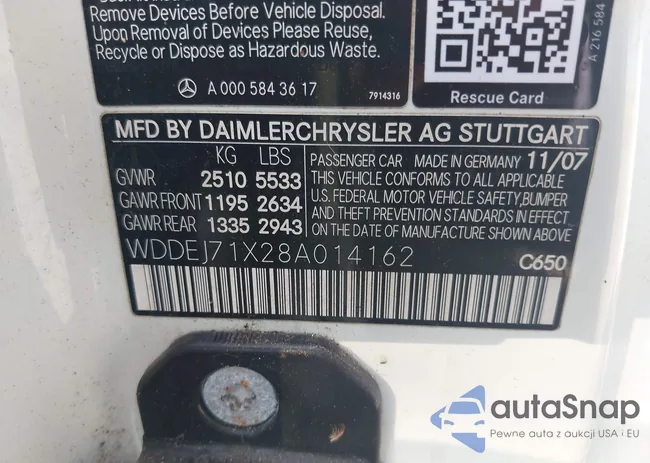 Remove Devices Before Vehicle Disposal.
Upon Removal of Devices Please Reuse,
Recycle or Dispose as Hazardous Waste.
A 000 584 36 17
7914316
Rescue Card
A 216 584
MFD BY DAIMLERCHRYSLER AG STUTTGART
KG LBS
GVWR 2510 5533
GAWR FRONT 1195 2634
GAWR REAR 1335 2943
PASSENGER CAR MADE IN GERMANY 11/07
THIS VEHICLE CONFORMS TO ALL APPLICABLE
U.S. FEDERAL MOTOR VEHICLE SAFETY,BUMPER
AND THEFT PREVENTION STANDARDS IN EFFECT
ON THE DATE OF MANUFACTURE SHOWN ABOVE
WDDEJ71X28A014162
C650
autoSnap
Pewne auta z aukcji USA i EU